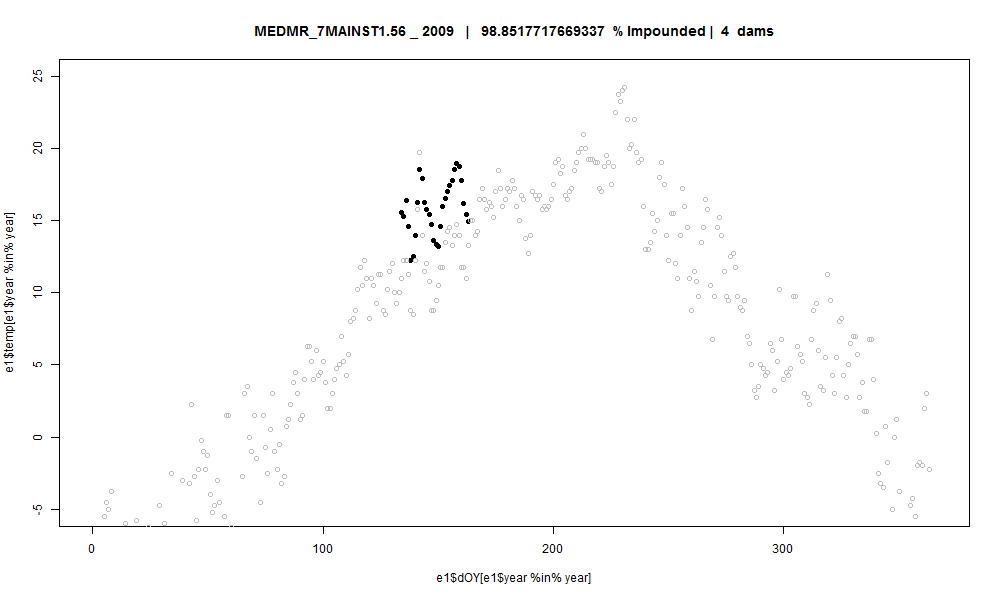 MEDMR_7MAINST1.56 _ 2009 | 98.8517717669337 % Impounded | 4 dams
25
20
15
10
5
0
-5
e1$temp[e1$year %in% year]
0 100 200 300
e1$dOY[e1$year %in% year]